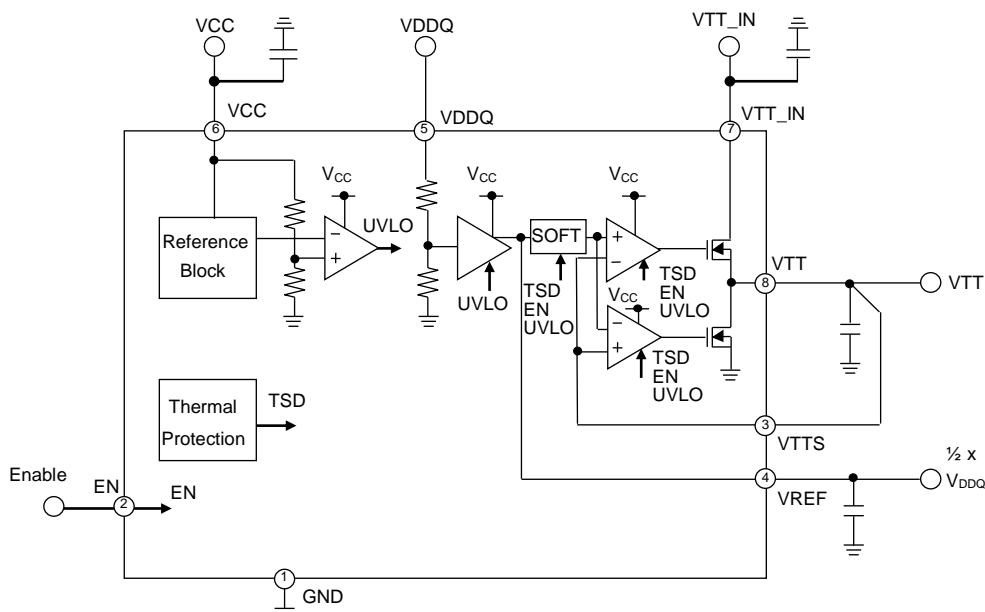 VCC
VDDQ
VTT_IN
VCC
VDDQ
VTT_IN
6
5
7
VCC
VCC
VCC
UVLO
Reference
Block
−
+
SOFT
+
−
VTT
8
VTT
UVLO
TSD
EN
UVLO
TSD
EN
UVLO
VCC
−
+
TSD
EN
UVLO
Thermal
Protection
TSD
3
VTTS
Enable
EN
2
EN
4
VREF
½ x
VDDQ
1
GND